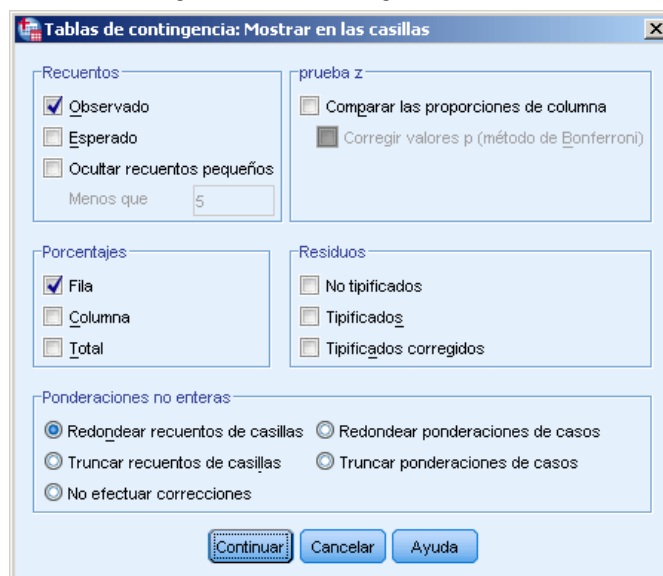 Tablas de contingencia: Mostrar en las casillas
Recuentos
Observado
Esperado
Ocultar recuentos pequeños
Menos que 5
prueba z
Comparar las proporciones de columna
Corregir valores p (método de Bonferroni)
Porcentajes
Fila
Columna
Total
Residuos
No tipificados
Tipificados
Tipificados corregidos
Ponderaciones no enteras
Redondear recuentos de casillas
Redondear ponderaciones de casos
Truncar recuentos de casillas
Truncar ponderaciones de casos
No efectuar correcciones
Continuar
Cancelar
Ayuda